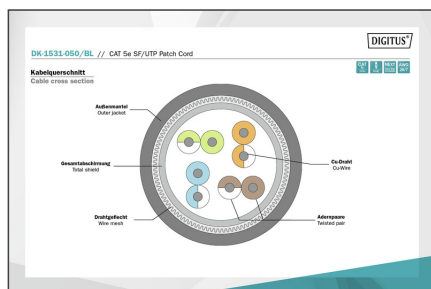 DIGITUS®
DK-1531-050/BL // CAT 5e SF/UTP Patch Cord
Kabelquerschnitt
Cable cross section
Außenmantel
Outer jacket
Gesamtabschirmung
Total shield
Drahtgeflecht
Wire mesh
Cu-Draht
Cu-Wire
Adernpaare
Twisted pair